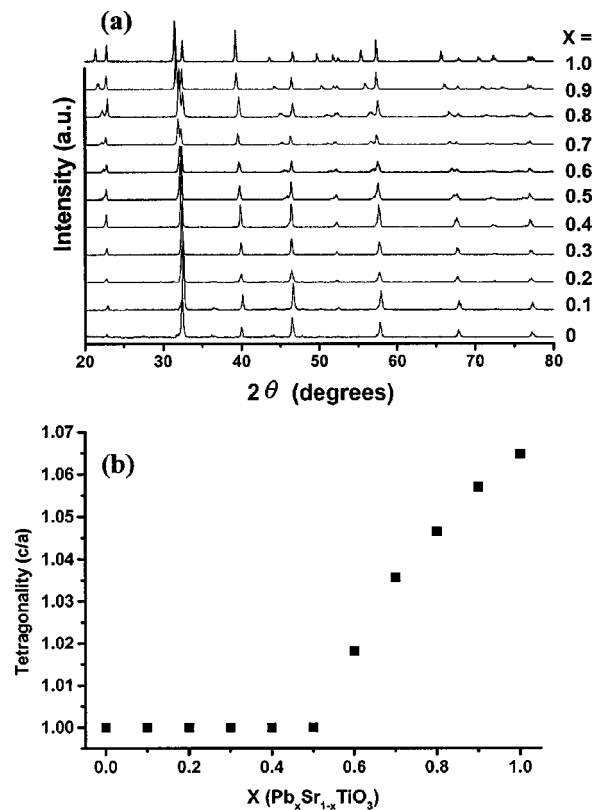 (a)
X =
1.0
0.9
0.8
0.7
0.6
0.5
0.4
0.3
0.2
0.1
0
Intensity (a.u.)
20 30 40 50 60 70 80
2θ (degrees)
(b)
1.07
1.06
1.05
1.04
1.03
1.02
1.01
1.00
Tetragonality (c/a)
0.0 0.2 0.4 0.6 0.8 1.0
X (PbₓSr₁₋ₓTiO₃)